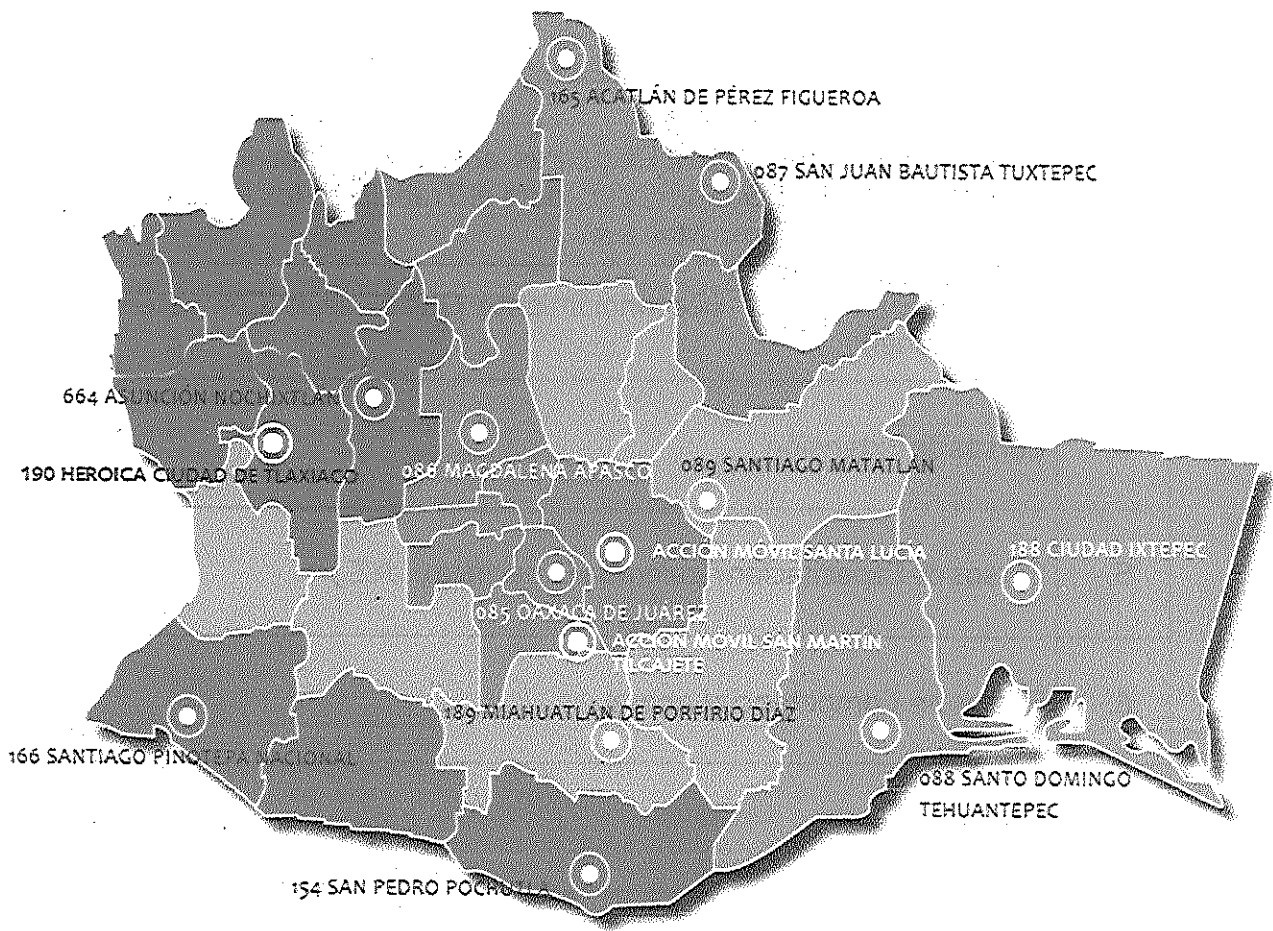 165 ACATLÁN DE PÉREZ FIGUEROA
087 SAN JUAN BAUTISTA TUXTEPEC
664 ASUNCIÓN NOCHIXTLÁN
190 HEROICA CIUDAD DE TLAXIACO
086 MAGDALENA APASCO
089 SANTIAGO MATATLÁN
ACCIÓN MÓVIL SANTA LUCÍA
188 CIUDAD IXTEPEC
085 OAXACA DE JUÁREZ
ACCIÓN MÓVIL SAN MARTÍN
TILCAJETE
189 MIAHUATLÁN DE PORFIRIO DÍAZ
166 SANTIAGO PINOTEPA NACIONAL
088 SANTO DOMINGO
TEHUANTEPEC
154 SAN PEDRO POCHUTLA